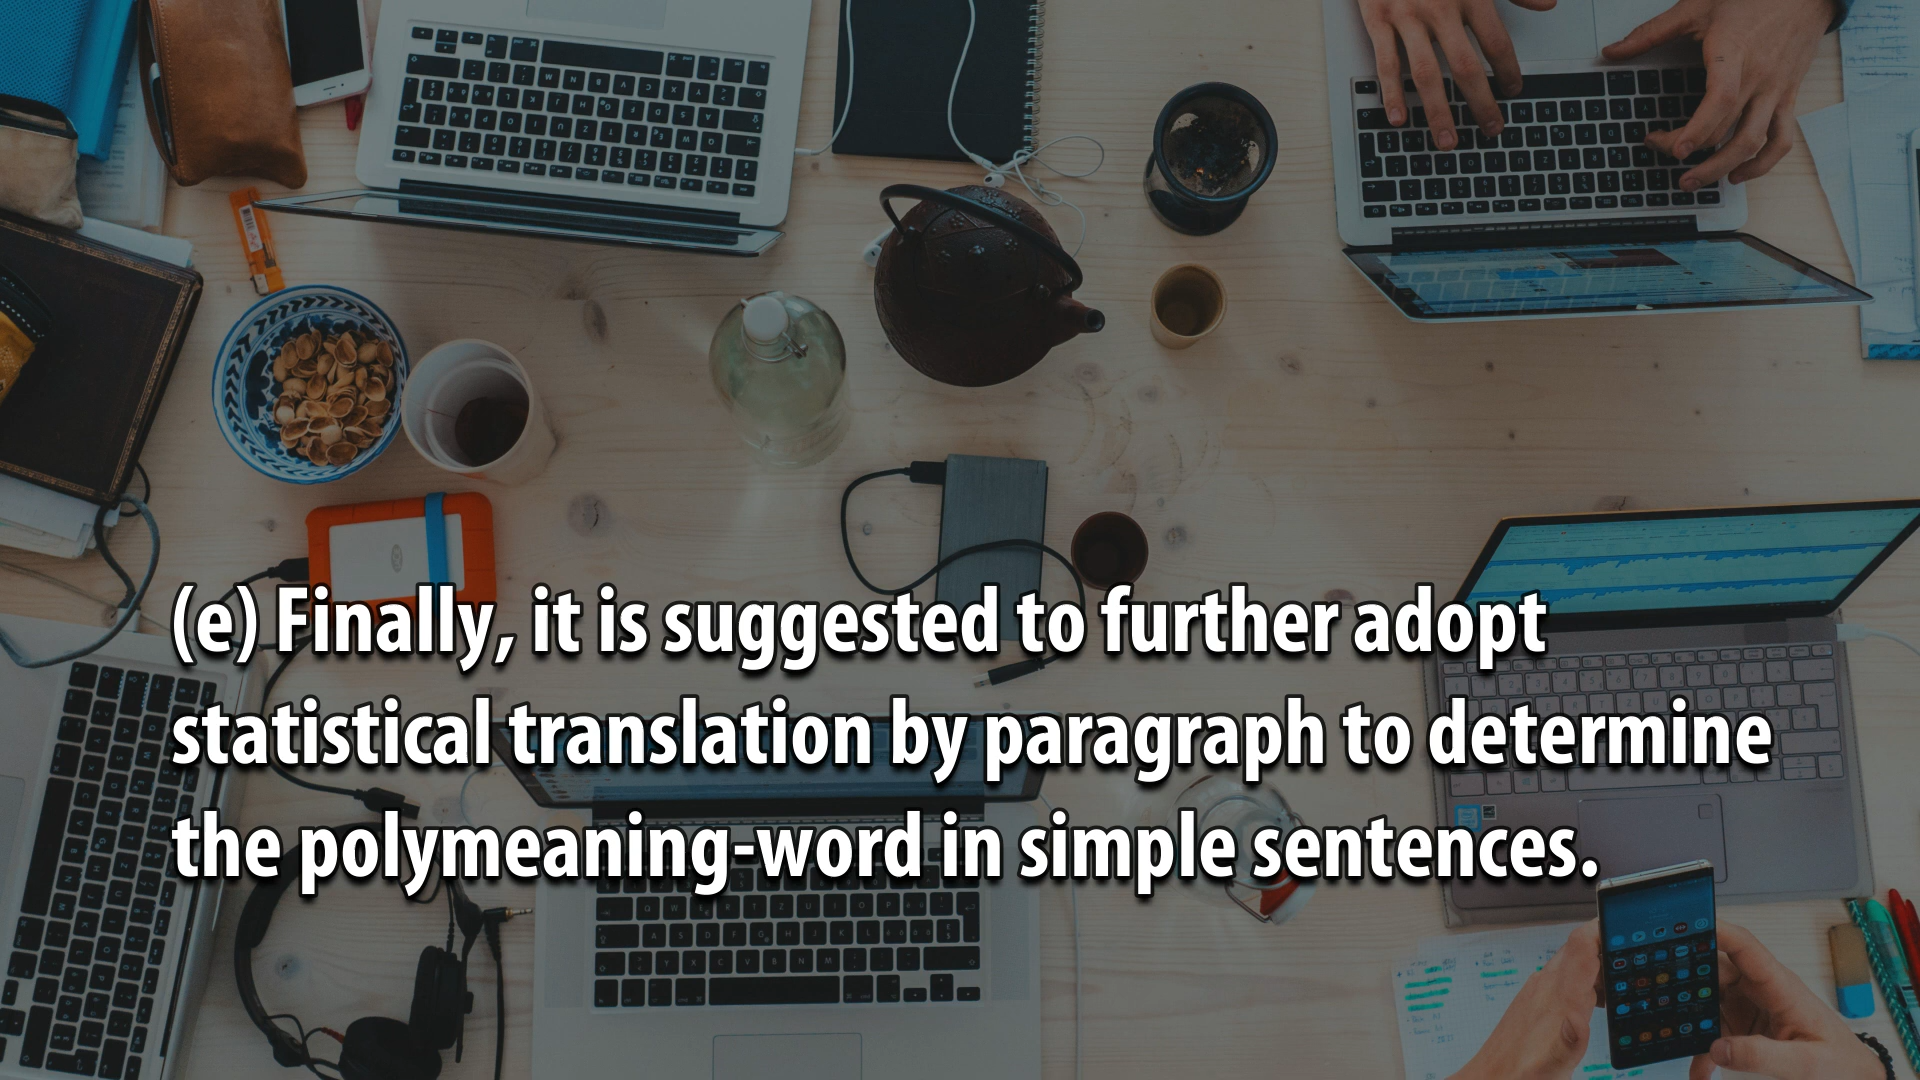 (e) Finally, it is suggested to further adopt
statistical translation by paragraph to determine
the polymeaning-word in simple sentences.